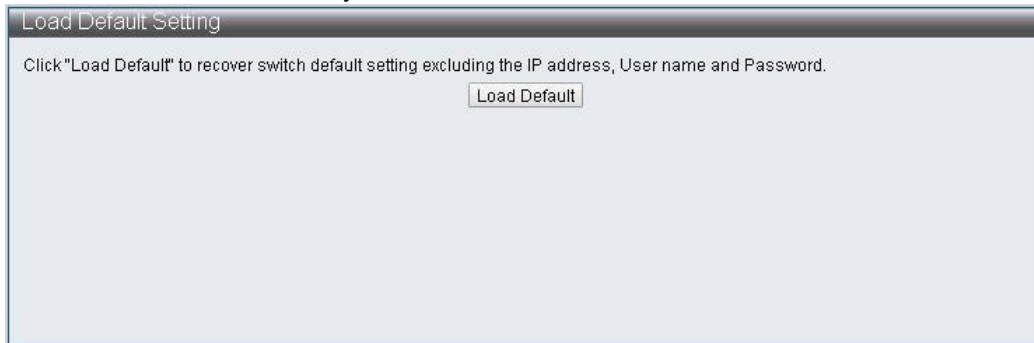 Load Default Setting
Click "Load Default" to recover switch default setting excluding the IP address, User name and Password.
Load Default